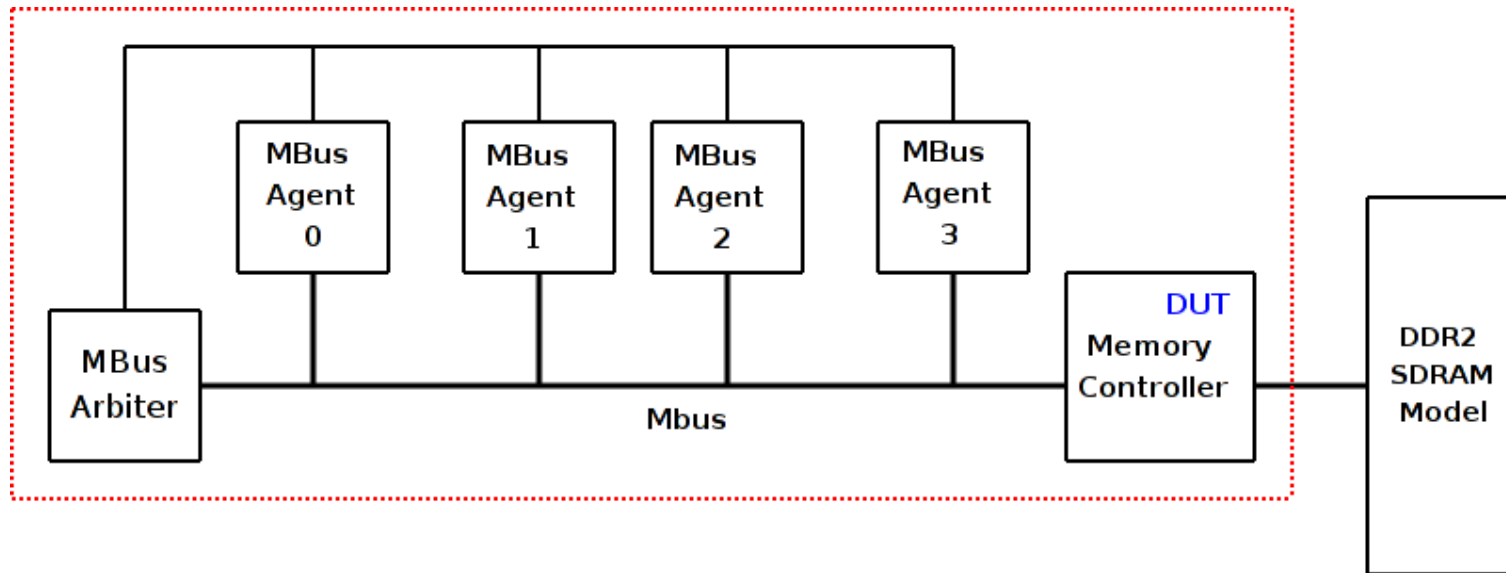 MBus
Agent
0
MBus
Agent
1
MBus
Agent
2
MBus
Agent
3
MBus
Arbiter
Mbus
DUT
Memory
Controller
DDR2
SDRAM
Model